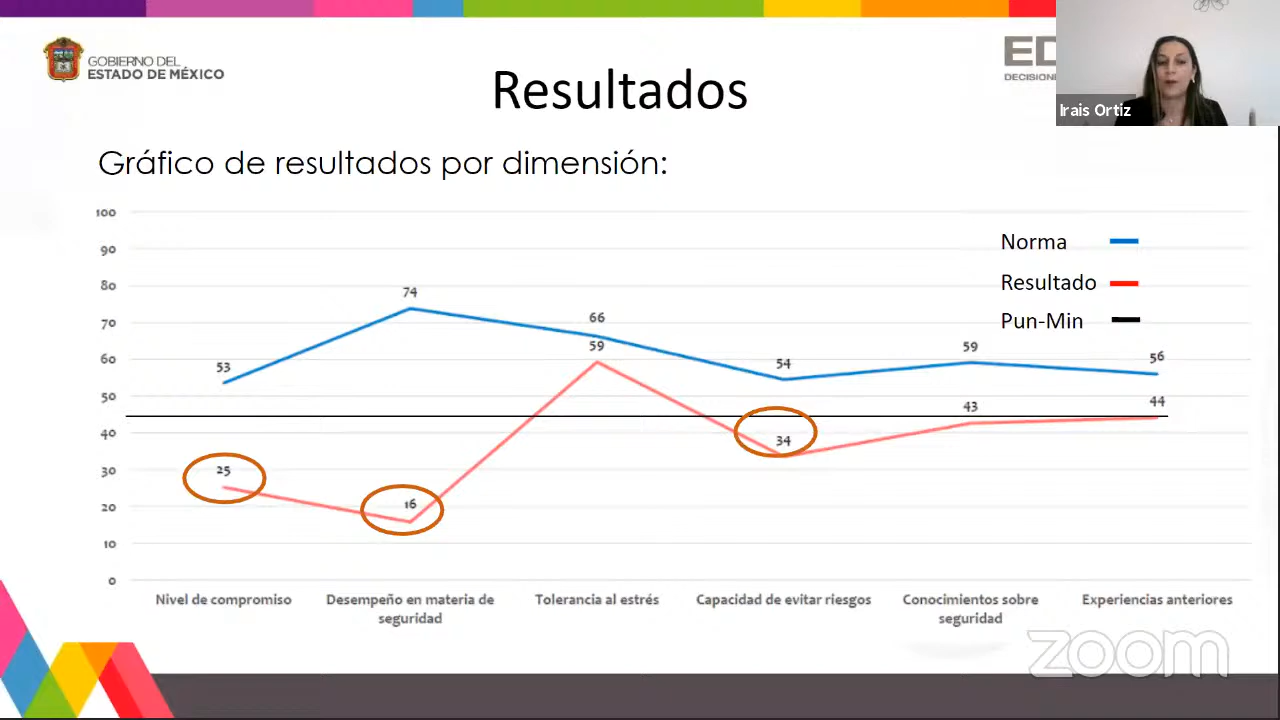 GOBIERNO DEL
ESTADO DE MÉXICO
ED
DECISIONE
Irais Ortíz
Resultados
Gráfico de resultados por dimensión:
100
90
80
70
60
50
40
30
20
10
0
Norma
Resultado
Pun-Min
53
74
66
54
59
56
25
16
59
34
43
44
Nivel de compromiso
Desempeño en materia de
seguridad
Tolerancia al estrés
Capacidad de evitar riesgos
Conocimientos sobre
seguridad
Experiencias anteriores
zoom